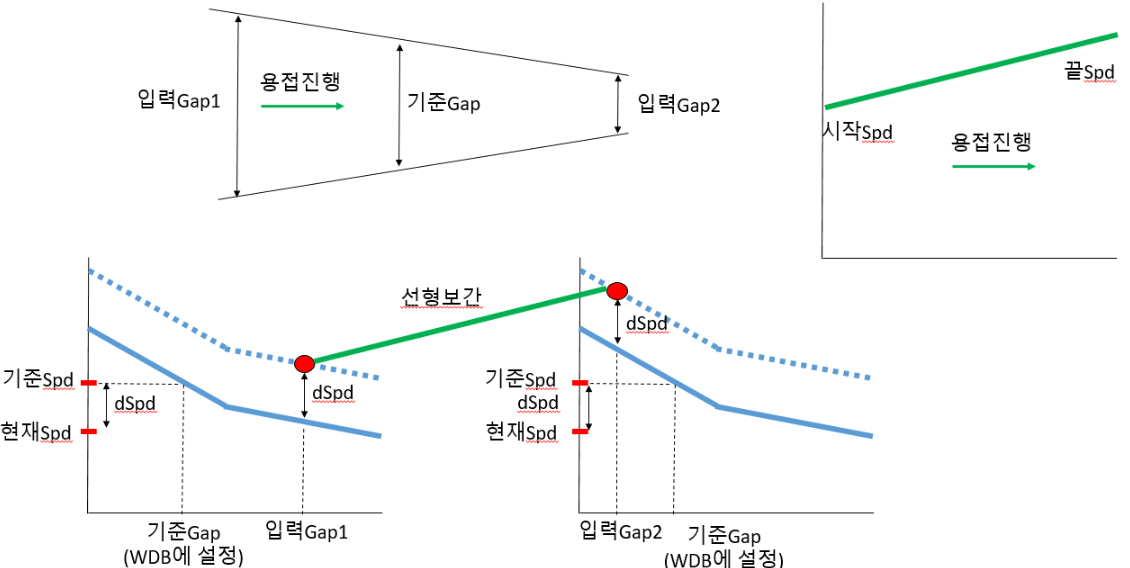 입력Gap1
용접진행
기준Gap
입력Gap2
끝Spd
시작Spd
용접진행
선형보간
기준Spd
dSpd
현재Spd
dSpd
기준Gap
(WDB에 설정)
입력Gap1
dSpd
기준Spd
dSpd
현재Spd
입력Gap2
기준Gap
(WDB에 설정)